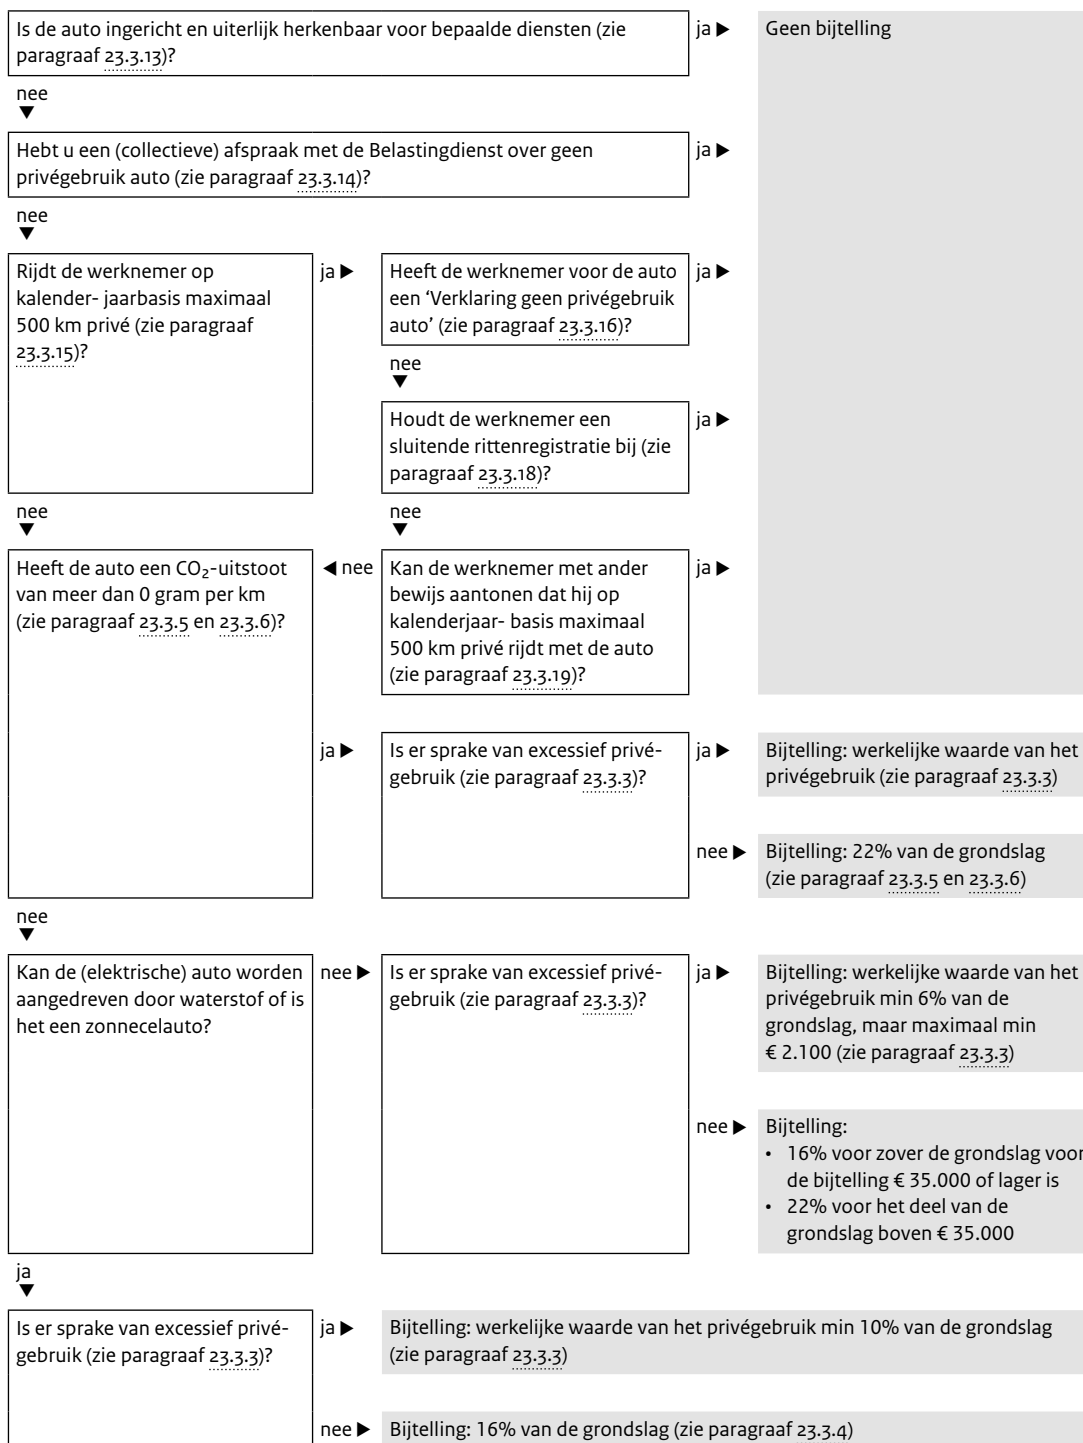 Is de auto ingericht en uiterlijk herkenbaar voor bepaalde diensten (zie
paragraaf 23.3.13)?
ja ▶
Geen bijtelling
nee
▼
Hebt u een (collectieve) afspraak met de Belastingdienst over geen
privégebruik auto (zie paragraaf 23.3.14)?
ja ▶
nee
▼
Rijdt de werknemer op
kalender- jaarbasis maximaal
500 km privé (zie paragraaf
23.3.15)?
ja ▶
Heeft de werknemer voor de auto
een ‘Verklaring geen privégebruik
auto’ (zie paragraaf 23.3.16)?
ja ▶
nee
▼
Houdt de werknemer een
sluitende rittenregistratie bij (zie
paragraaf 23.3.18)?
ja ▶
nee
▼
nee
▼
Heeft de auto een CO₂-uitstoot
van meer dan 0 gram per km
(zie paragraaf 23.3.5 en 23.3.6)?
◀ nee
Kan de werknemer met ander
bewijs aantonen dat hij op
kalenderjaar- basis maximaal
500 km privé rijdt met de auto
(zie paragraaf 23.3.19)?
ja ▶
ja ▶
Is er sprake van excessief privé-
gebruik (zie paragraaf 23.3.3)?
ja ▶
Bijtelling: werkelijke waarde van het
privégebruik (zie paragraaf 23.3.3)
nee ▶
Bijtelling: 22% van de grondslag
(zie paragraaf 23.3.5 en 23.3.6)
nee
▼
Kan de (elektrische) auto worden
aangedreven door waterstof of is
het een zonnecelauto?
nee ▶
Is er sprake van excessief privé-
gebruik (zie paragraaf 23.3.3)?
ja ▶
Bijtelling: werkelijke waarde van het
privégebruik min 6% van de
grondslag, maar maximaal min
€ 2.100 (zie paragraaf 23.3.3)
nee ▶
Bijtelling:
• 16% voor zover de grondslag voor
de bijtelling € 35.000 of lager is
• 22% voor het deel van de
grondslag boven € 35.000
ja
▼
Is er sprake van excessief privé-
gebruik (zie paragraaf 23.3.3)?
ja ▶
Bijtelling: werkelijke waarde van het privégebruik min 10% van de grondslag
(zie paragraaf 23.3.3)
nee ▶
Bijtelling: 16% van de grondslag (zie paragraaf 23.3.4)